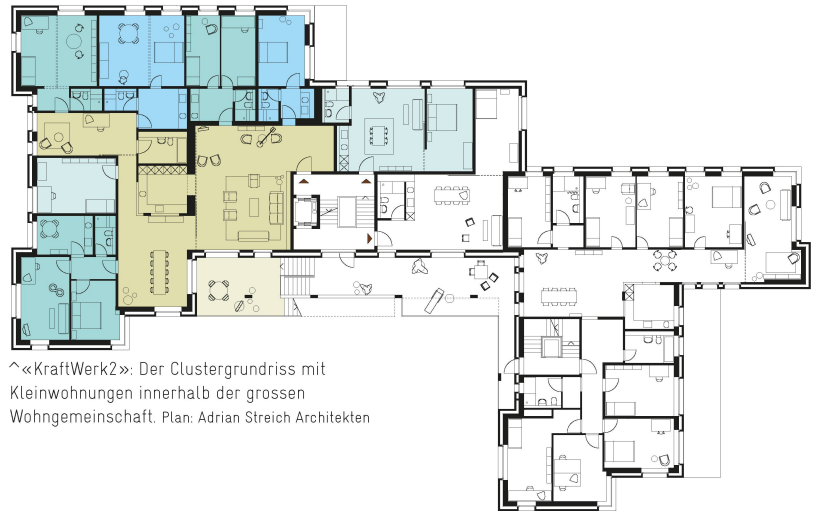 ^«KraftWerk2»: Der Clustergrundriss mit
Kleinwohnungen innerhalb der grossen
Wohngemeinschaft. Plan: Adrian Streich Architekten